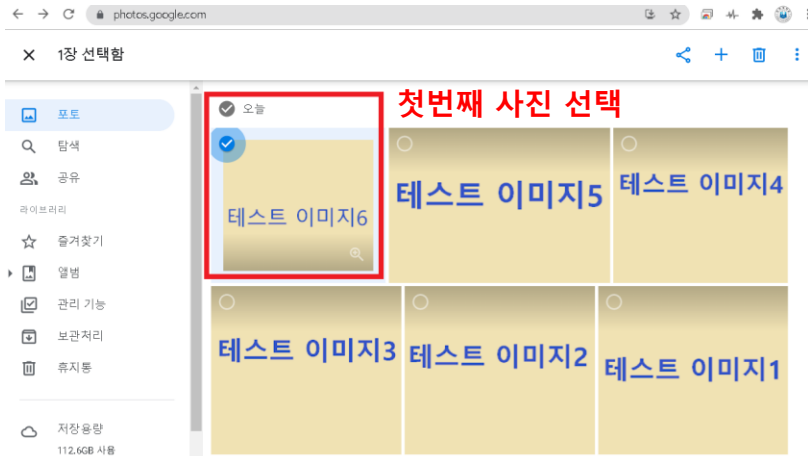 photos.google.com
1장 선택함
첫번째 사진 선택
오늘
포토
탐색
공유
라이브러리
즐겨찾기
앨범
관리 기능
보관처리
휴지통
저장용량
112.6GB 사용
테스트 이미지6
테스트 이미지5
테스트 이미지4
테스트 이미지3
테스트 이미지2
테스트 이미지1